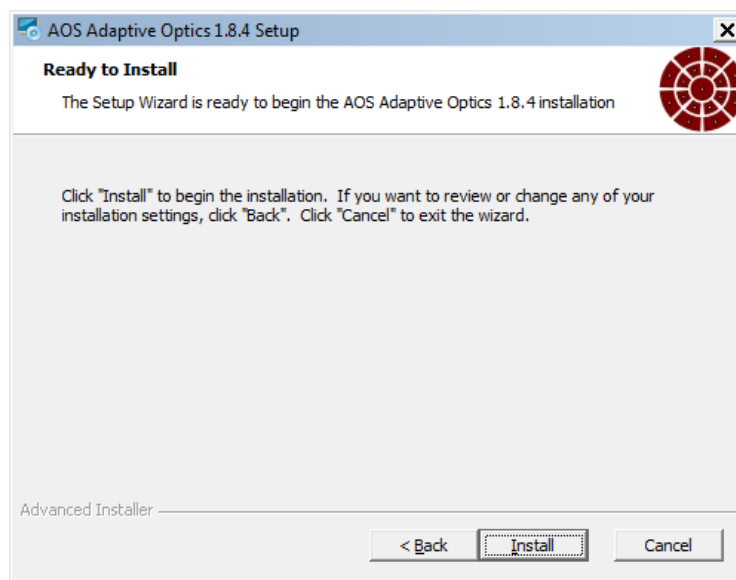 AOS Adaptive Optics 1.8.4 Setup
Ready to Install
The Setup Wizard is ready to begin the AOS Adaptive Optics 1.8.4 installation
Click "Install" to begin the installation.  If you want to review or change any of your
installation settings, click "Back".  Click "Cancel" to exit the wizard.
Advanced Installer
< Back
Install
Cancel